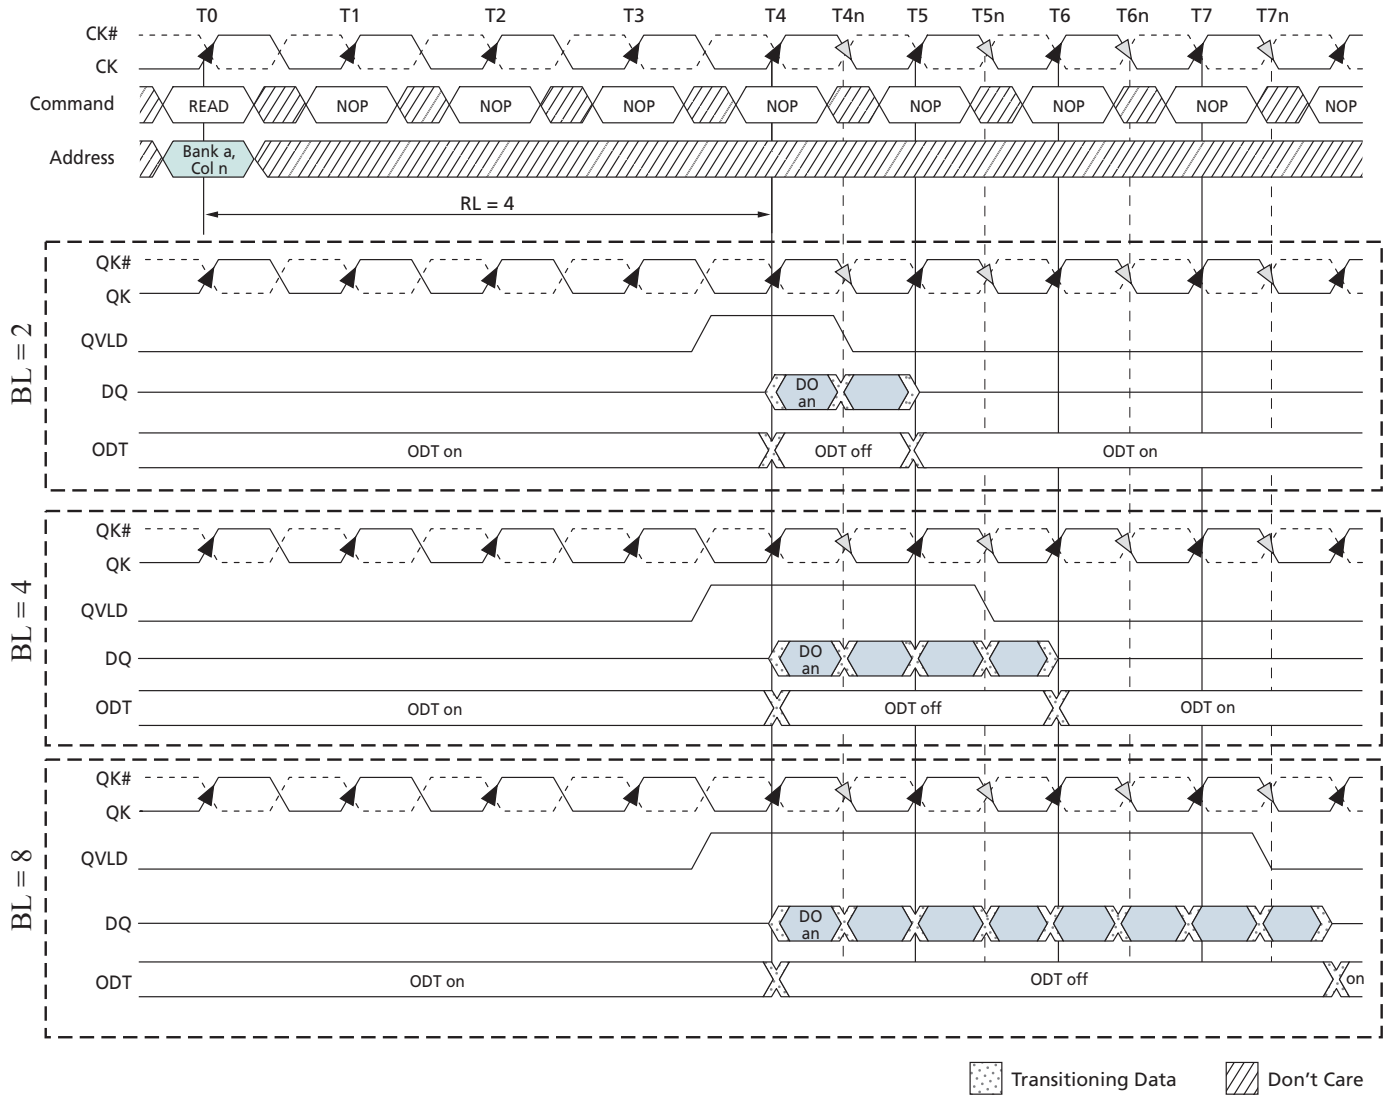 T0 T1 T2 T3 T4 T4n T5 T5n T6 T6n T7 T7n
CK#
CK
Command READ NOP NOP NOP NOP NOP NOP NOP NOP
Address Bank a,
Col n
RL = 4
BL = 2
QK#
QK
QVLD
DQ DO
an
ODT ODT on ODT off ODT on
BL = 4
QK#
QK
QVLD
DQ DO
an
ODT ODT on ODT off ODT on
BL = 8
QK#
QK
QVLD
DQ DO
an
ODT ODT on ODT off on
Transitioning Data Don't Care